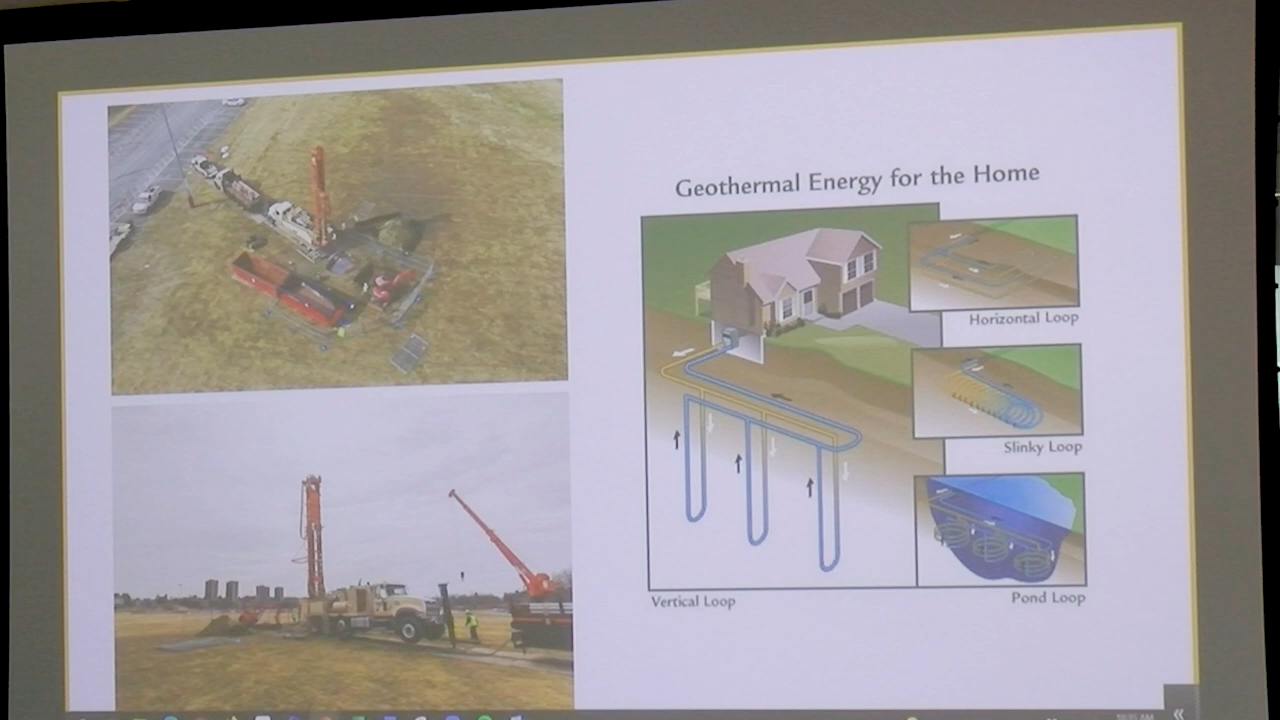 Geothermal Energy for the Home
Horizontal Loop
Slinky Loop
Vertical Loop
Pond Loop